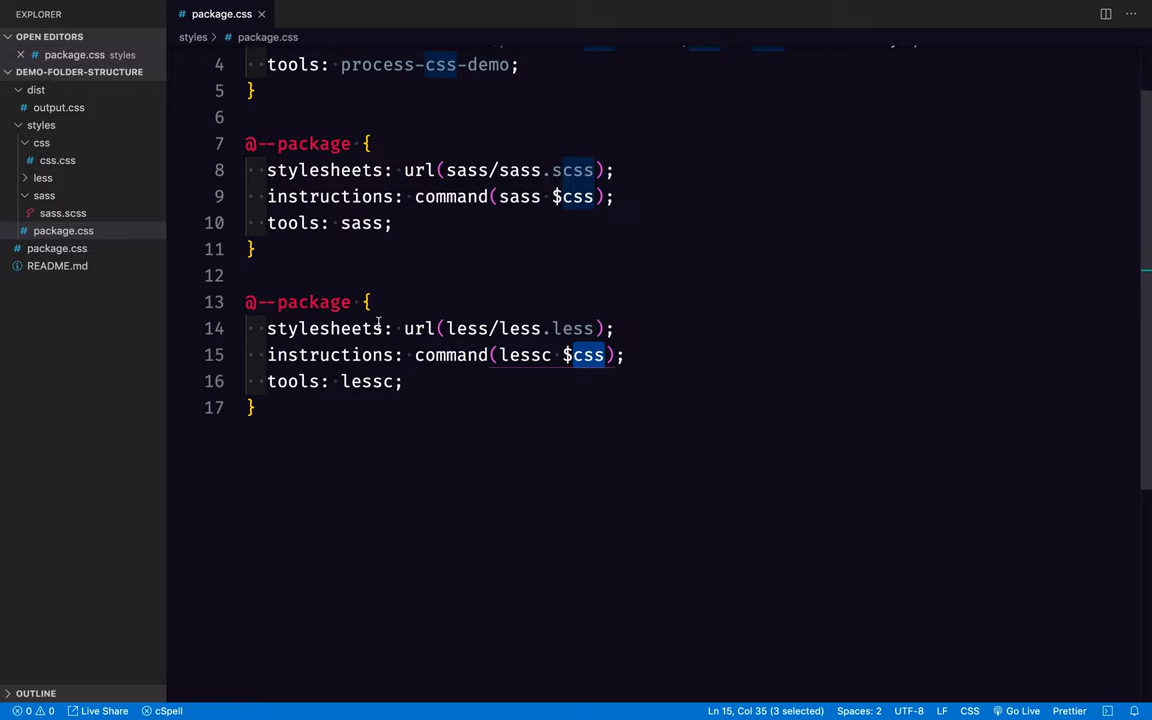 EXPLORER
package.css
OPEN EDITORS
package.css styles
styles > package.css
DEMO-FOLDER-STRUCTURE
dist
output.css
styles
css
css.css
less
sass
sass.scss
package.css
package.css
README.md
4 tools: process-css-demo;
5 }
6
7 @--package {
8 stylesheets: url(sass/sass.scss);
9 instructions: command(sass $css);
10 tools: sass;
11 }
12
13 @--package {
14 stylesheets: url(less/less.less);
15 instructions: command(lessc $css);
16 tools: lessc;
17 }
OUTLINE
0 0 Live Share cSpell Ln 15, Col 35 (3 selected) Spaces: 2 UTF-8 LF CSS Go Live Prettier